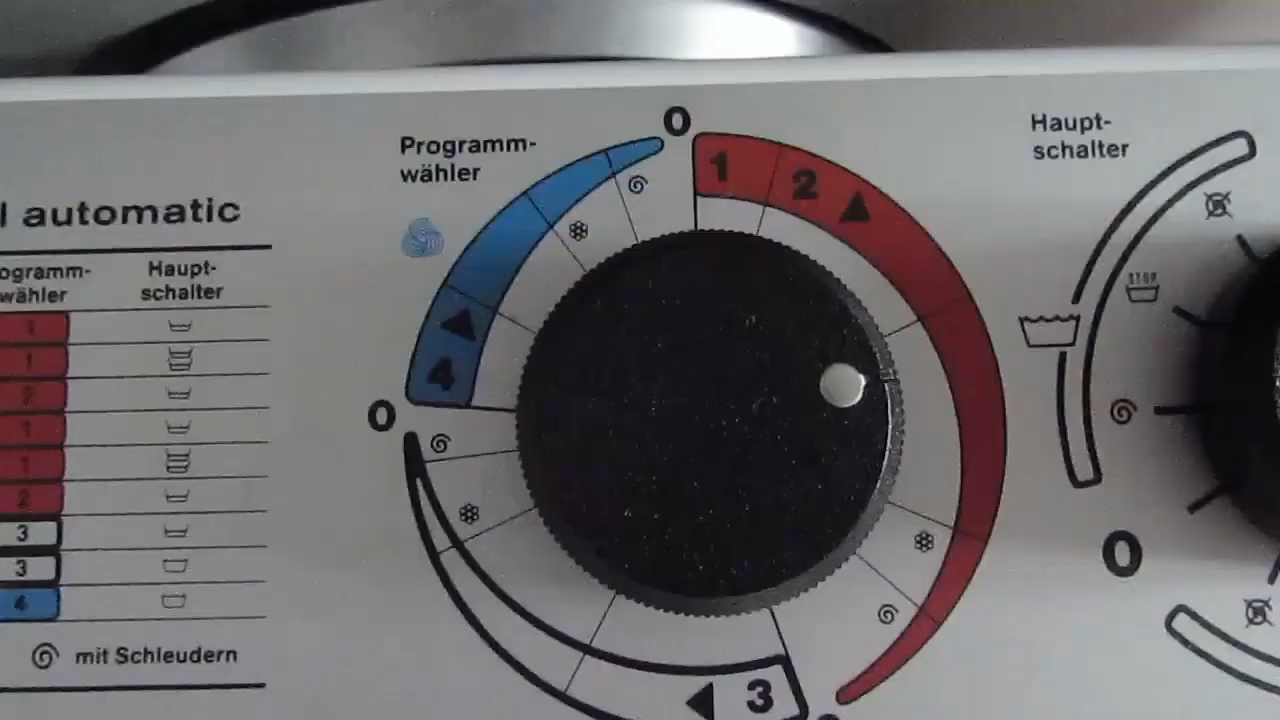 l automatic
ogramm-
wähler
Haupt-
schalter
1
1
2
1
1
2
3
3
4
mit Schleudern
Programm-
wähler
0
1
2
4
0
3
Haupt-
schalter
STOP
0